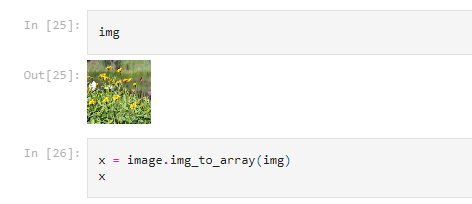 In [25]:
img
Out[25]:
In [26]:
x = image.img_to_array(img)
x